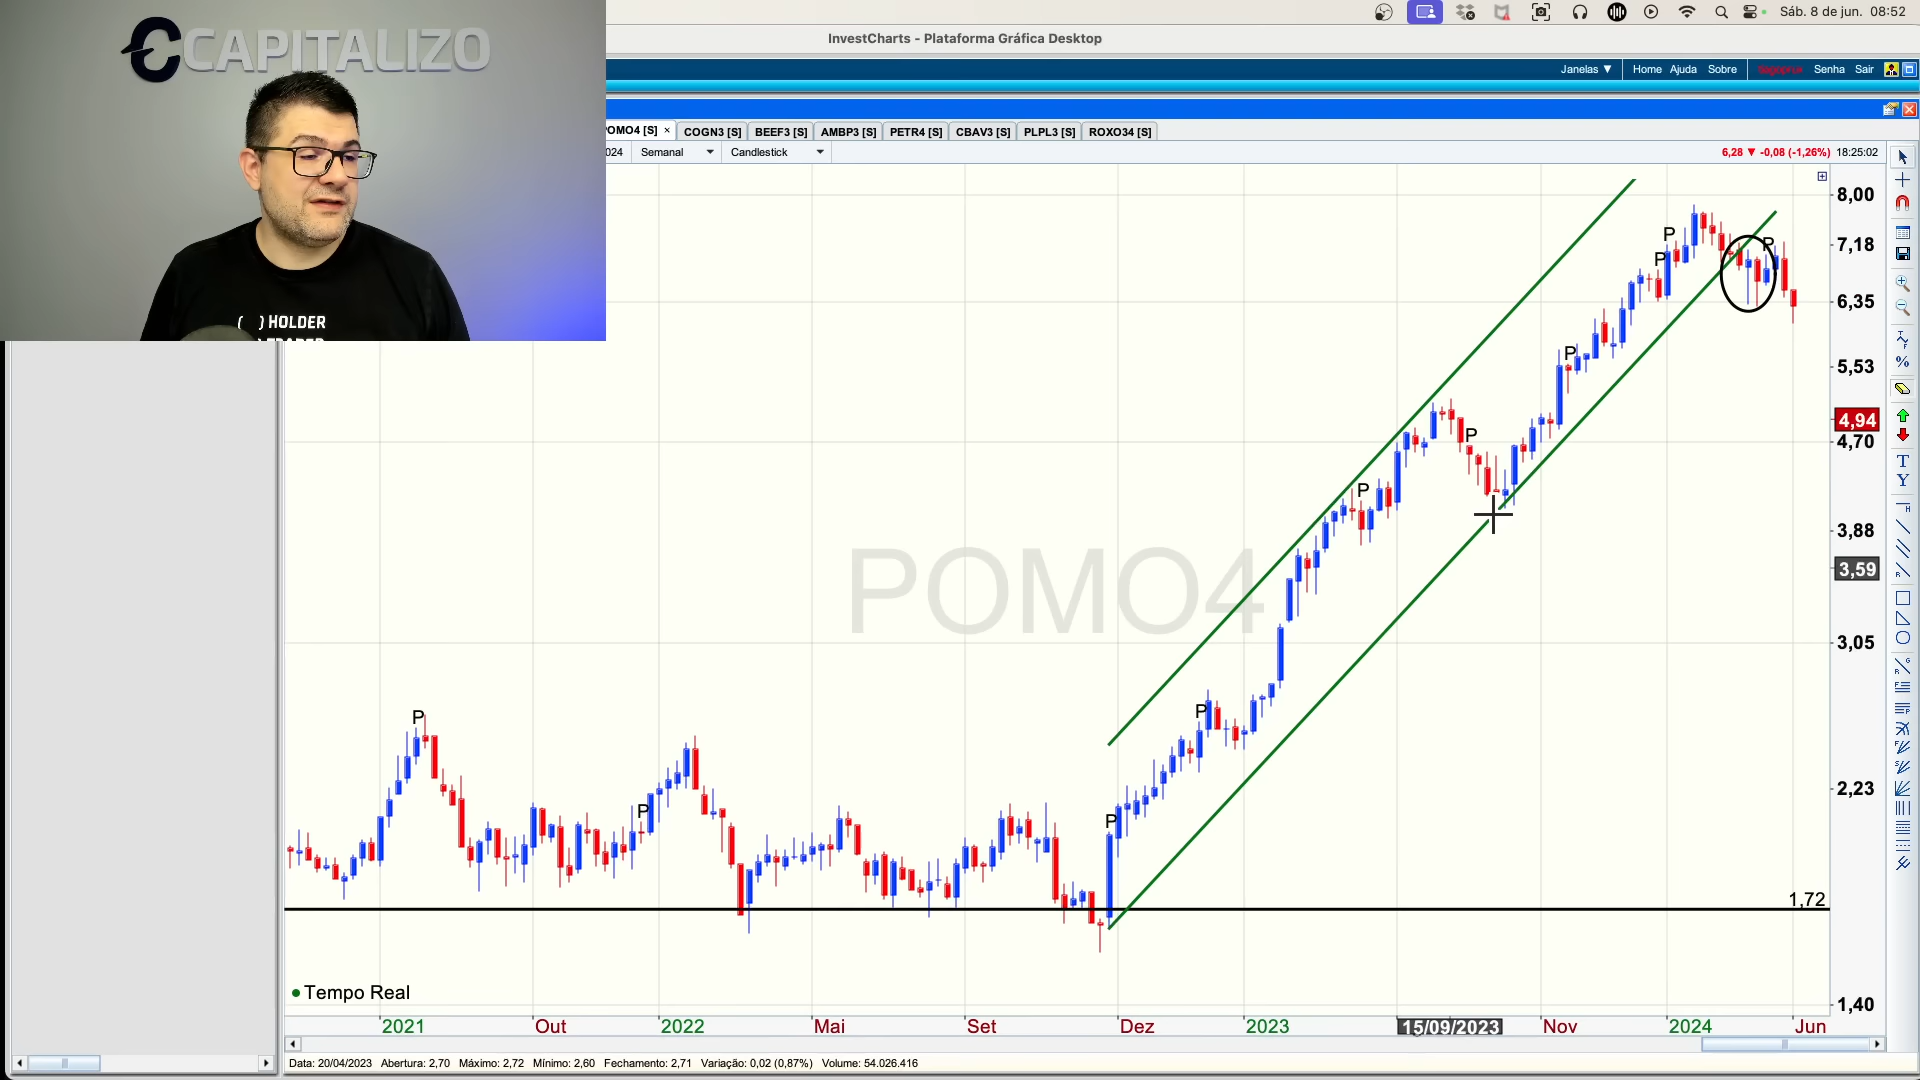 CAPITALIZO
( ) HOLDER
Sáb. 8 de jun. 08:52
InvestCharts - Plataforma Gráfica Desktop
Janelas ▼ Home Ajuda Sobre Senha Sair
OMO4 [S] × COGN3 [S] BEEF3 [S] AMBP3 [S] PETR4 [S] CBAV3 [S] PLPL3 [S] ROXO34 [S]
024 Semanal Candlestick 6,28 ▼ -0,08 (-1,26%) 18:25:02
8,00
7,18
6,35
5,53
4,94
4,70
3,88
3,59
3,05
2,23
1,40
POMO4
P
P
P
P
P
P
P
P
P
P
1,72
Tempo Real
2021 Out 2022 Mai Set Dez 2023 15/09/2023 Nov 2024 Jun
Data: 20/04/2023 Abertura: 2,70 Máximo: 2,72 Mínimo: 2,60 Fechamento: 2,71 Variação: 0,02 (0,87%) Volume: 54.026.416